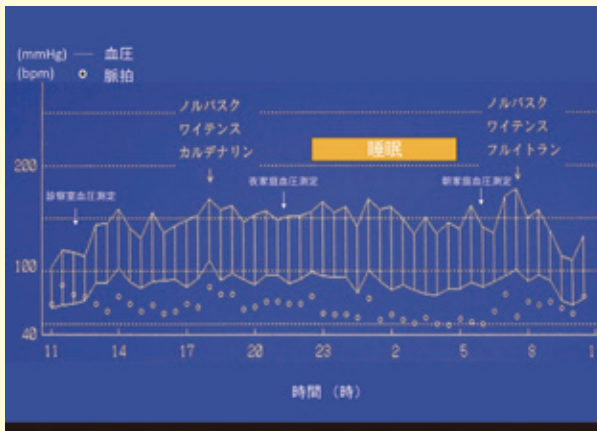 (mmHg) — 血圧
(bpm) o 脈拍
ノルバスク
ワイテンス
カルデナリン
ノルバスク
ワイテンス
フルイトラン
睡眠
診察室血圧測定
夜家庭血圧測定
朝家庭血圧測定
200
100
40
11 14 17 20 23 2 5 8 1
時間 (時)